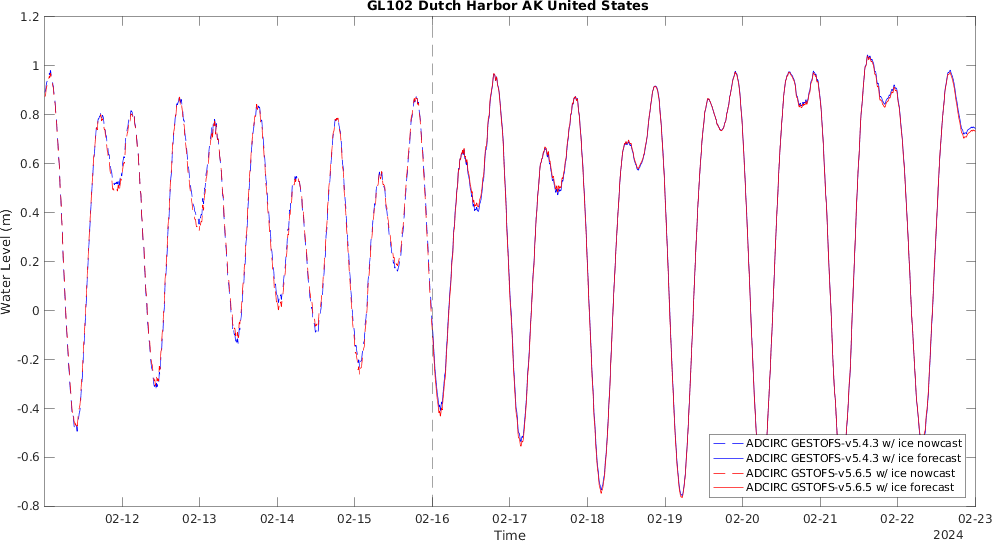 GL102 Dutch Harbor AK United States
Water Level (m)
1.2
1
0.8
0.6
0.4
0.2
0
-0.2
-0.4
-0.6
-0.8
ADCIRC GESTOFS-v5.4.3 w/ ice nowcast
ADCIRC GESTOFS-v5.4.3 w/ ice forecast
ADCIRC GSTOFS-v5.6.5 w/ ice nowcast
ADCIRC GSTOFS-v5.6.5 w/ ice forecast
02-12 02-13 02-14 02-15 02-16 02-17 02-18 02-19 02-20 02-21 02-22 02-23
Time
2024